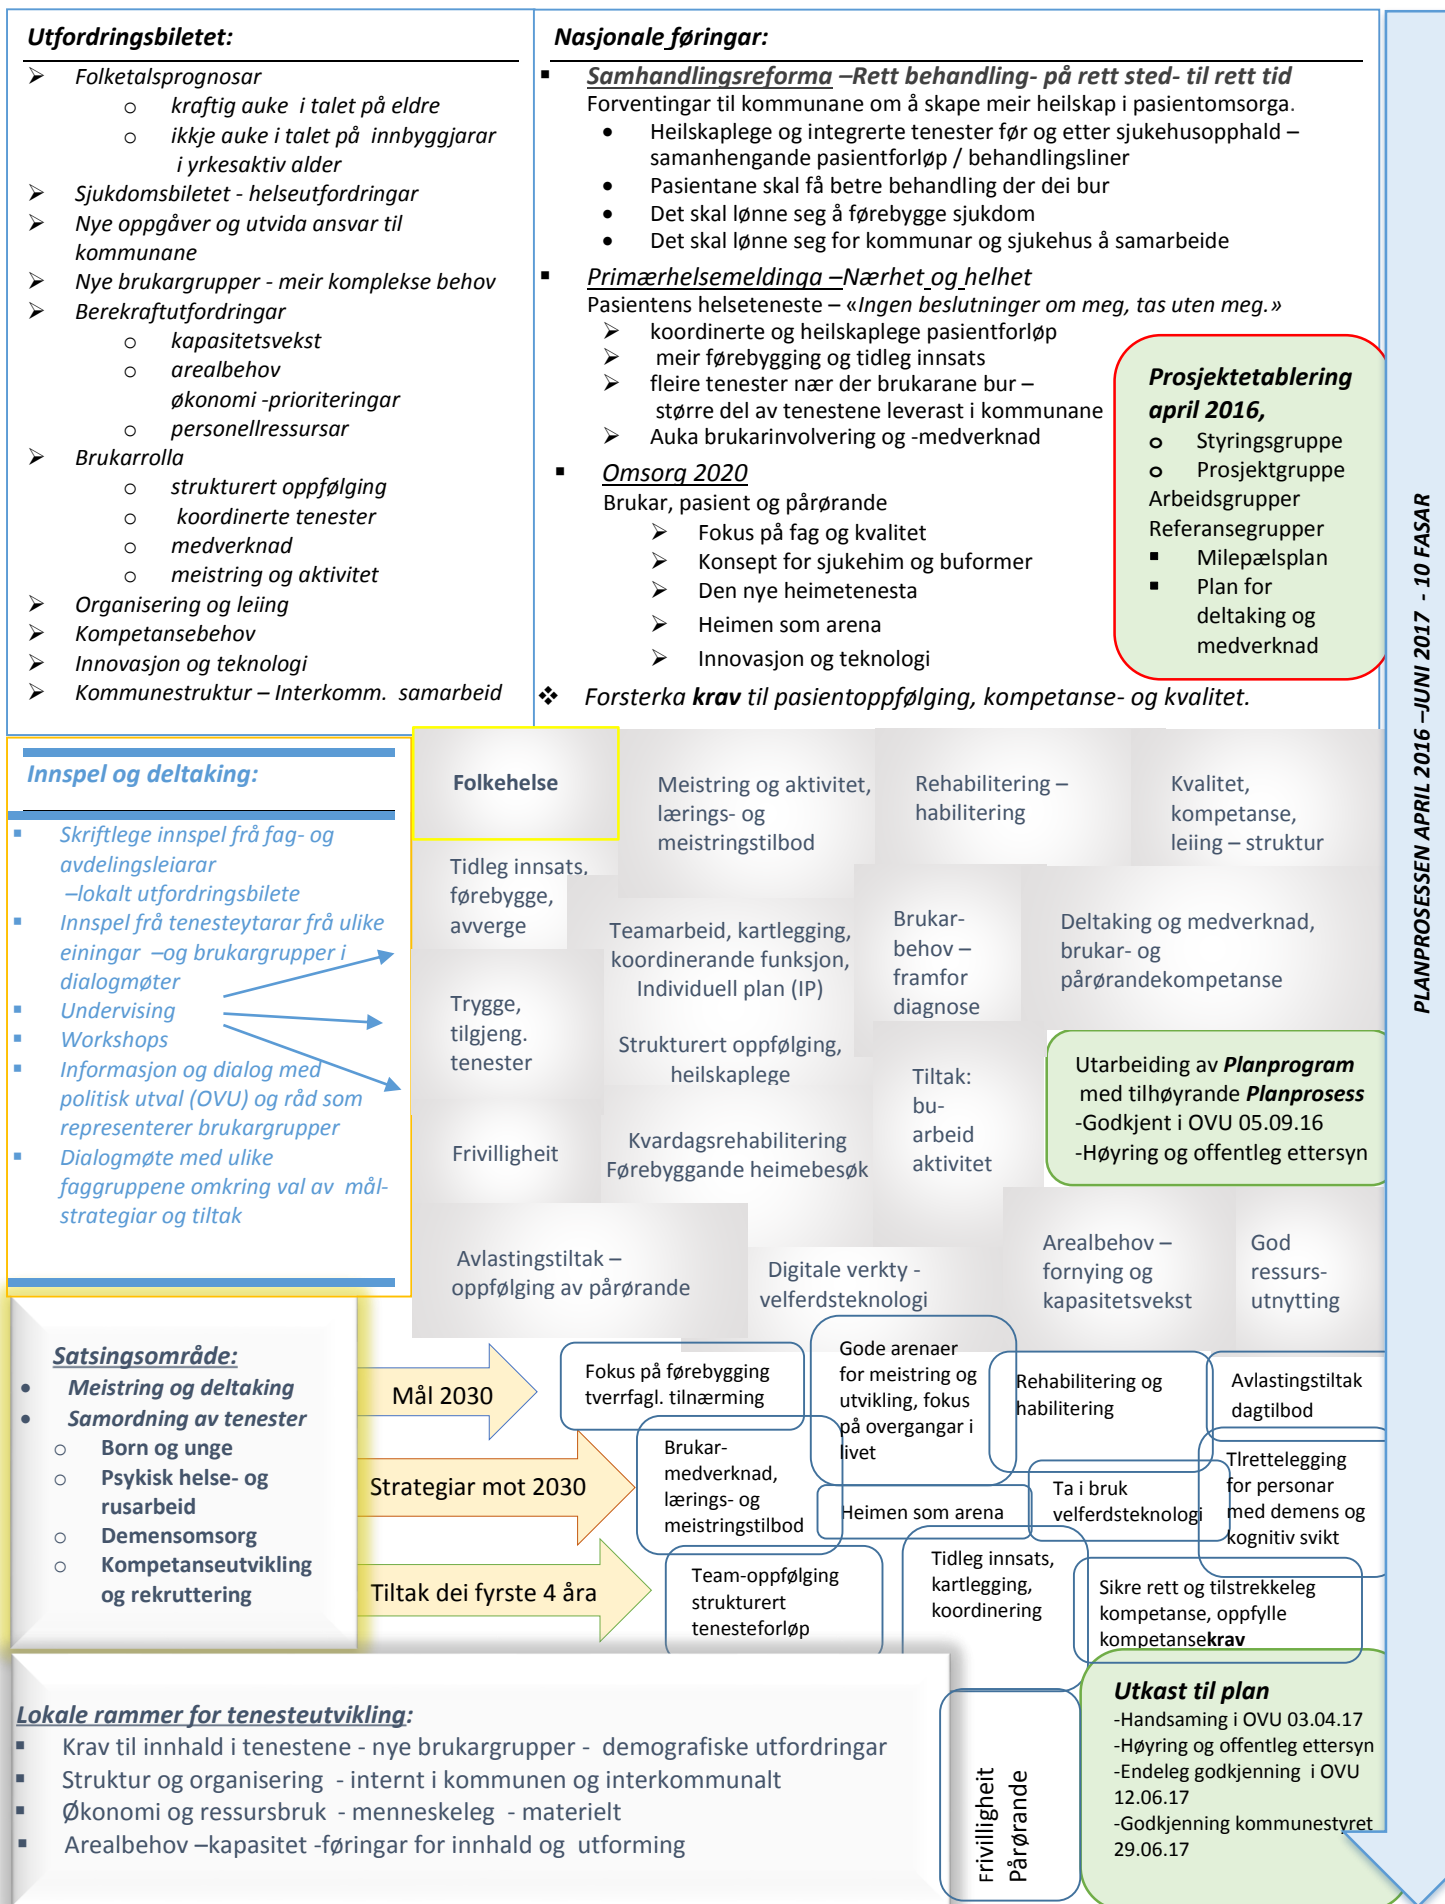 Utfordringsbiletet:
Folketalsprognosar
kraftig auke i talet på eldre
ikkje auke i talet på innbyggjarar
i yrkesaktiv alder
Sjukdomsbiletet - helseutfordringar
Nye oppgåver og utvida ansvar til
kommunane
Nye brukargrupper - meir komplekse behov
Berekraftutfordringar
kapasitetsvekst
arealbehov
økonomi -prioriteringar
personellressursar
Brukarrolla
strukturert oppfølging
koordinerte tenester
medverknad
meistring og aktivitet
Organisering og leiing
Kompetansebehov
Innovasjon og teknologi
Kommunestruktur – Interkomm. samarbeid
Nasjonale føringar:
Samhandlingsreforma –Rett behandling- på rett sted- til rett tid
Forventingar til kommunane om å skape meir heilskap i pasientomsorga.
Heilskaplege og integrerte tenester før og etter sjukehusopphald –
samanhengande pasientforløp / behandlingsliner
Pasientane skal få betre behandling der dei bur
Det skal lønne seg å førebygge sjukdom
Det skal lønne seg for kommunar og sjukehus å samarbeide
Primærhelsemeldinga –Nærhet og helhet
Pasientens helseteneste – «Ingen beslutninger om meg, tas uten meg.»
koordinerte og heilskaplege pasientforløp
meir førebygging og tidleg innsats
fleire tenester nær der brukarane bur –
større del av tenestene leverast i kommunane
Auka brukarinvolvering og -medverknad
Omsorg 2020
Brukar, pasient og pårørande
Fokus på fag og kvalitet
Konsept for sjukehim og buformer
Den nye heimetenesta
Heimen som arena
Innovasjon og teknologi
Forsterka krav til pasientoppfølging, kompetanse- og kvalitet.
Prosjektetablering
april 2016,
Styringsgruppe
Prosjektgruppe
Arbeidsgrupper
Referansegrupper
Milepælsplan
Plan for
deltaking og
medverknad
PLANPROSESSEN APRIL 2016 –JUNI 2017 - 10 FASAR
Innspel og deltaking:
Skriftlege innspel frå fag- og
avdelingsleiarar
–lokalt utfordringsbilete
Innspel frå tenesteytarar frå ulike
einingar –og brukargrupper i
dialogmøter
Undervising
Workshops
Informasjon og dialog med
politisk utval (OVU) og råd som
representerer brukargrupper
Dialogmøte med ulike
faggruppene omkring val av mål-
strategiar og tiltak
Folkehelse
Meistring og aktivitet,
lærings- og
meistringstilbod
Rehabilitering –
habilitering
Kvalitet,
kompetanse,
leiing – struktur
Tidleg innsats,
førebygge,
avverge
Teamarbeid, kartlegging,
koordinerande funksjon,
Individuell plan (IP)
Brukar-
behov –
framfor
diagnose
Deltaking og medverknad,
brukar- og
pårørandekompetanse
Trygge,
tilgjeng.
tenester
Strukturert oppfølging,
heilskaplege
Tiltak:
bu-
arbeid
aktivitet
Utarbeiding av Planprogram
med tilhøyrande Planprosess
-Godkjent i OVU 05.09.16
-Høyring og offentleg ettersyn
Frivilligheit
Kvardagsrehabilitering
Førebyggande heimebesøk
Avlastingstiltak –
oppfølging av pårørande
Digitale verkty -
velferdsteknologi
Arealbehov –
fornying og
kapasitetsvekst
God
ressurs-
utnytting
Satsingsområde:
Meistring og deltaking
Samordning av tenester
Born og unge
Psykisk helse- og
rusarbeid
Demensomsorg
Kompetanseutvikling
og rekruttering
Mål 2030
Strategiar mot 2030
Tiltak dei fyrste 4 åra
Fokus på førebygging
tverrfagl. tilnærming
Gode arenaer
for meistring og
utvikling, fokus
på overgangar i
livet
Rehabilitering og
habilitering
Avlastingstiltak
dagtilbod
Brukar-
medverknad,
lærings- og
meistringstilbod
Heimen som arena
Ta i bruk
velferdsteknologi
Tlrettelegging
for personar
med demens og
kognitiv svikt
Team-oppfølging
strukturert
tenesteforløp
Tidleg innsats,
kartlegging,
koordinering
Sikre rett og tilstrekkeleg
kompetanse, oppfylle
kompetansekrav
Lokale rammer for tenesteutvikling:
Krav til innhald i tenestene - nye brukargrupper - demografiske utfordringar
Struktur og organisering - internt i kommunen og interkommunalt
Økonomi og ressursbruk - menneskeleg - materielt
Arealbehov –kapasitet -føringar for innhald og utforming
Frivilligheit
Pårørande
Utkast til plan
-Handsaming i OVU 03.04.17
-Høyring og offentleg ettersyn
-Endeleg godkjenning i OVU
12.06.17
-Godkjenning kommunestyret
29.06.17